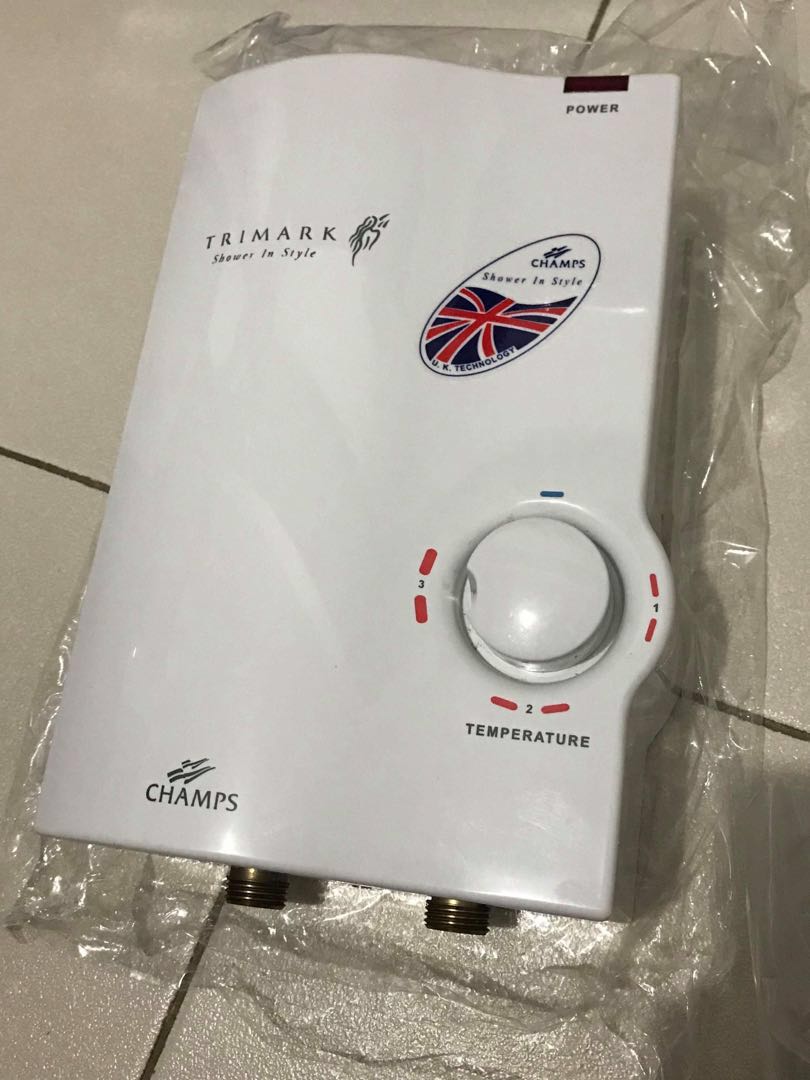 POWER
TRIMARK
Shower In Style
CHAMPS
Shower In Style
U. K. TECHNOLOGY
3
1
2
TEMPERATURE
CHAMPS